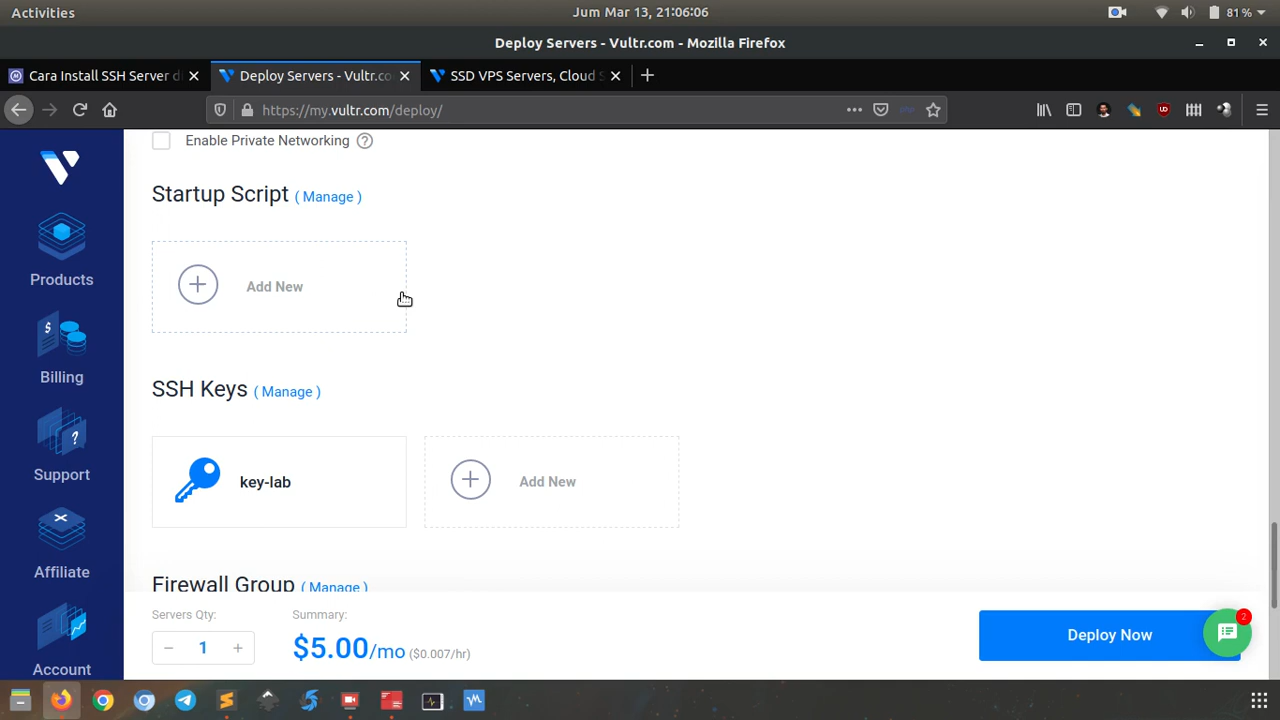 Activities
Jum Mar 13, 21:06:06
81%
Deploy Servers - Vultr.com - Mozilla Firefox
Cara Install SSH Server d
Deploy Servers - Vultr.co
SSD VPS Servers, Cloud S
https://my.vultr.com/deploy/
Enable Private Networking
Startup Script ( Manage )
Add New
SSH Keys ( Manage )
key-lab
Add New
Firewall Group ( Manage )
Products
Billing
Support
Affiliate
Account
Servers Qty:
1
Summary:
$5.00/mo ($0.007/hr)
Deploy Now
2